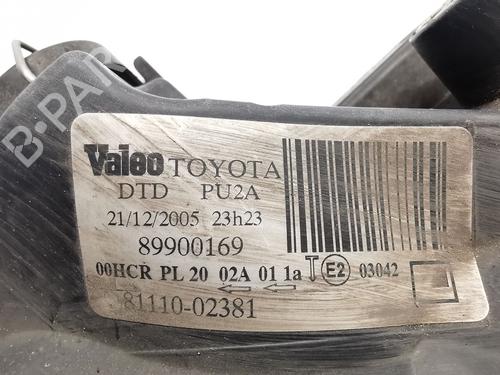 B-PARTS
Valeo TOYOTA
DTD PU2A
21/12/2005 23h23
89900169
00HCR PL 20 02A 01 1a E2 03042
81110-02381